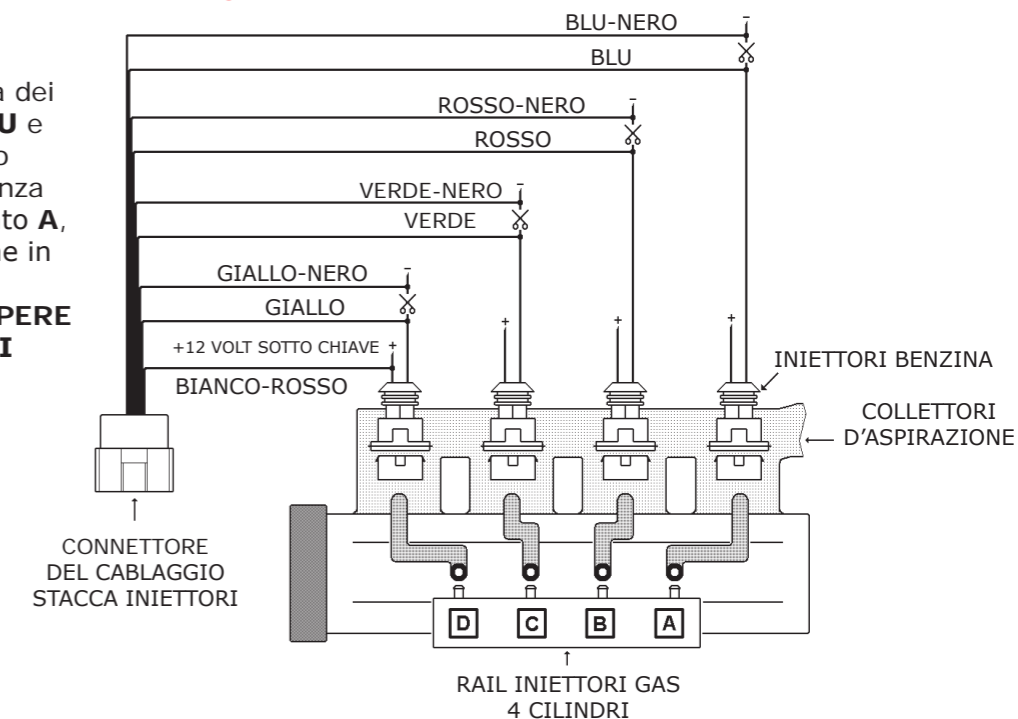 a dei
U e
o
nza
to A,
e in
PERE
I
BLU-NERO
BLU
ROSSO-NERO
ROSSO
VERDE-NERO
VERDE
GIALLO-NERO
GIALLO
+12 VOLT SOTTO CHIAVE +
BIANCO-ROSSO
- - - -
+ + +
INIETTORI BENZINA
COLLETTORI
D'ASPIRAZIONE
CONNETTORE
DEL CABLAGGIO
STACCA INIETTORI
D C B A
RAIL INIETTORI GAS
4 CILINDRI